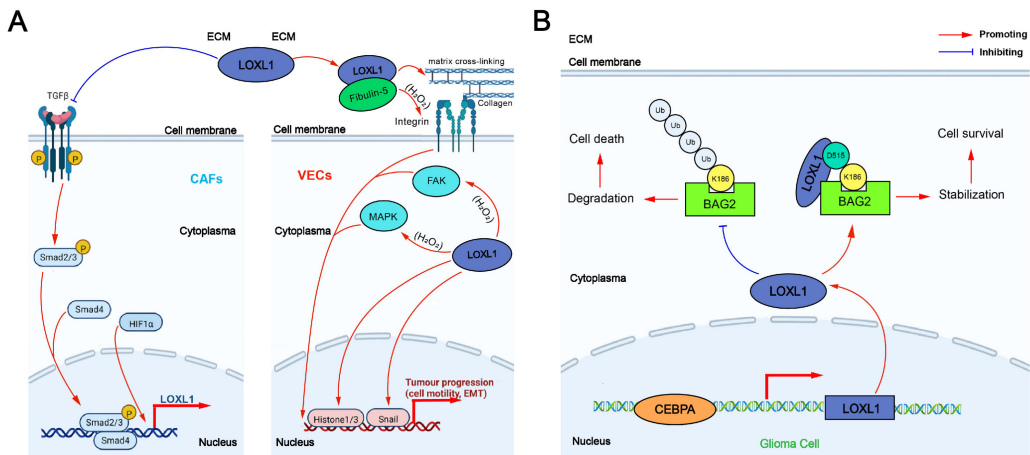 A
ECM
ECM
LOXL1
TGFβ
P
P
Cell membrane
CAFs
Cytoplasma
Smad2/3
P
Smad4
HIF1α
LOXL1
Smad2/3
P
Smad4
Nucleus
LOXL1
Fibulin-5
matrix cross-linking
(H₂O₂)
Collagen
Integrin
Cell membrane
VECs
FAK
MAPK
(H₂O₂)
(H₂O₂)
Cytoplasma
LOXL1
Tumour progression
(cell motility, EMT)
Histone1/3
Snail
Nucleus
B
ECM
Promoting
Inhibiting
Cell membrane
Ub
Ub
Ub
Ub
K186
BAG2
Cell death
Degradation
LOXL1
D515
K186
BAG2
Cell survival
Stabilization
Cytoplasma
LOXL1
CEBPA
LOXL1
Nucleus
Glioma Cell